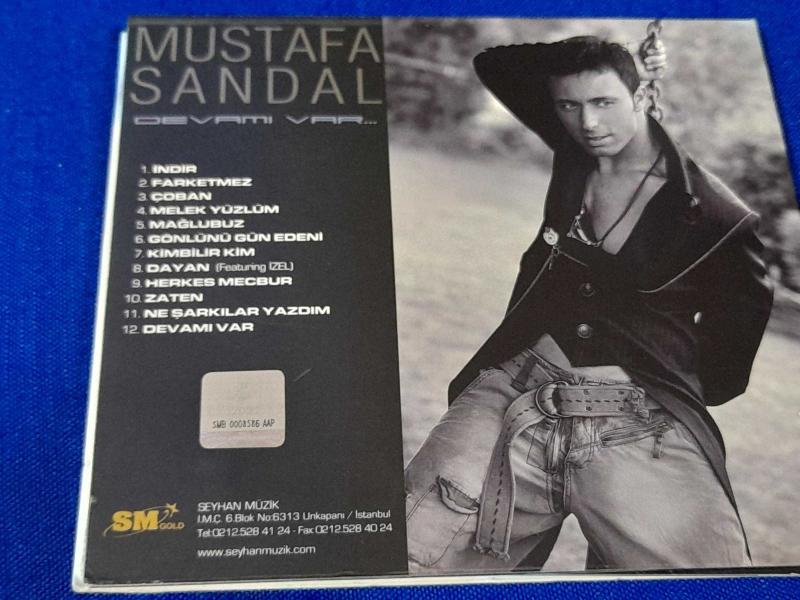 MUSTAFA
SANDAL
DEVAMI VAR...
1. İNDİR
2. FARKETMEZ
3. ÇOBAN
4. MELEK YÜZLÜM
5. MAĞLUBUZ
6. GÖNLÜNÜ GÜN EDENİ
7. KİMBİLİR KİM
8. DAYAN (Featuring İZEL)
9. HERKES MECBUR
10. ZATEN
11. NE ŞARKILAR YAZDIM
12. DEVAMI VAR
SMB 0008586 AAP
SM GOLD
SEYHAN MÜZİK
I.M.Ç. 6.Blok No:6313 Unkapanı / İstanbul
Tel:0212.528 41 24 - Fax:0212.528 40 24
www.seyhanmuzik.com